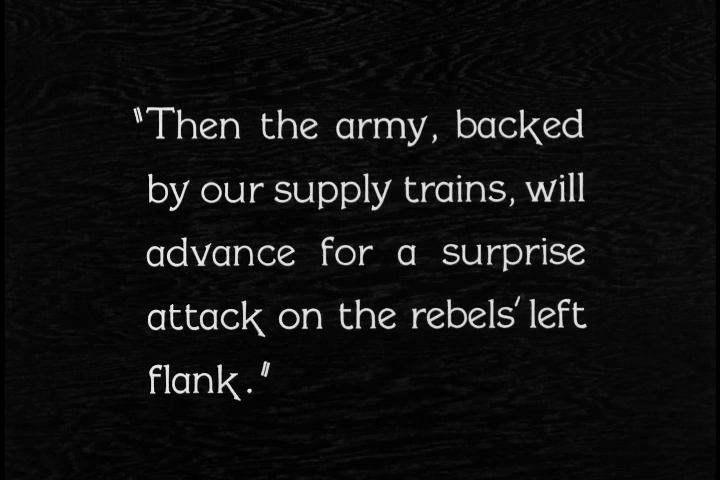 "Then the army, backed
by our supply trains, will
advance for a surprise
attack on the rebels' left
flank."